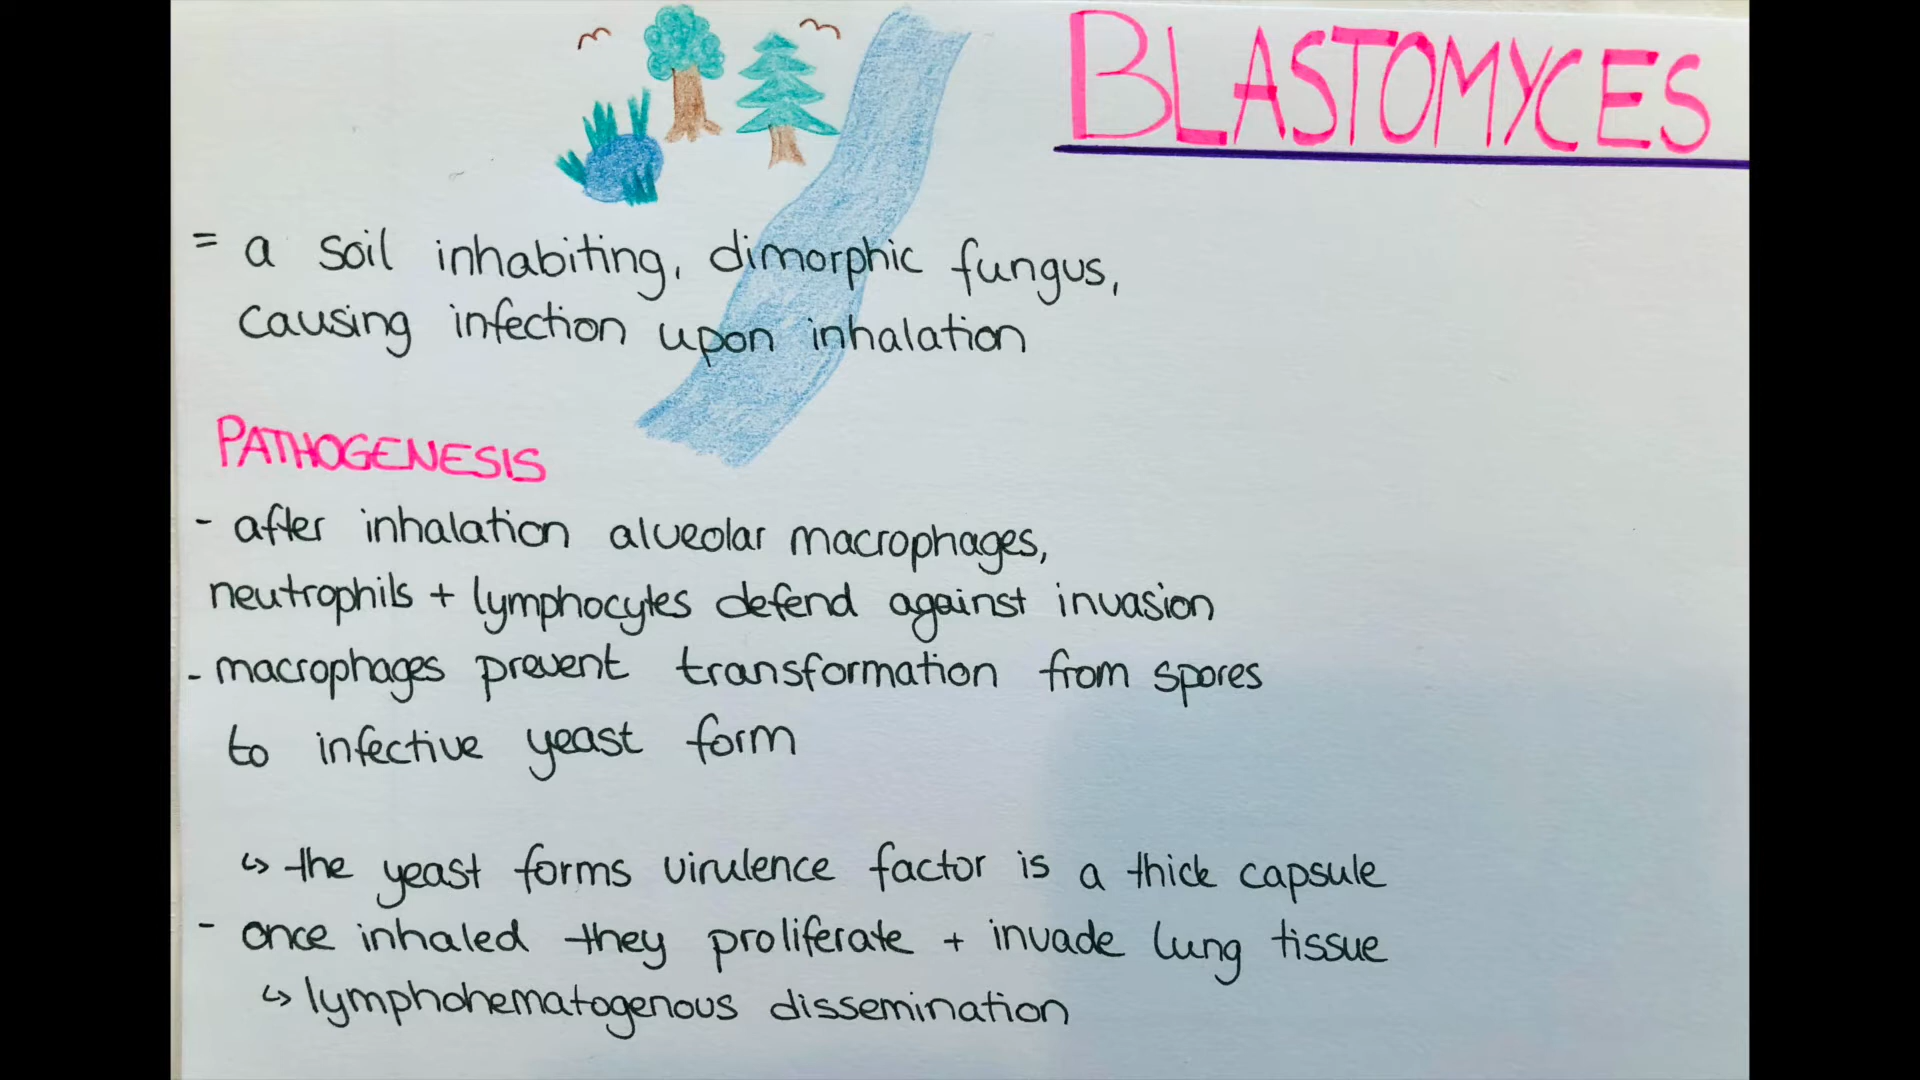 BLASTOMYCES
= a soil inhabiting, dimorphic fungus,
causing infection upon inhalation
PATHOGENESIS
- after inhalation alveolar macrophages,
neutrophils + lymphocytes defend against invasion
- macrophages prevent transformation from spores
to infective yeast form
↳ the yeast forms virulence factor is a thick capsule
- once inhaled they proliferate + invade lung tissue
↳ lymphohematogenous dissemination